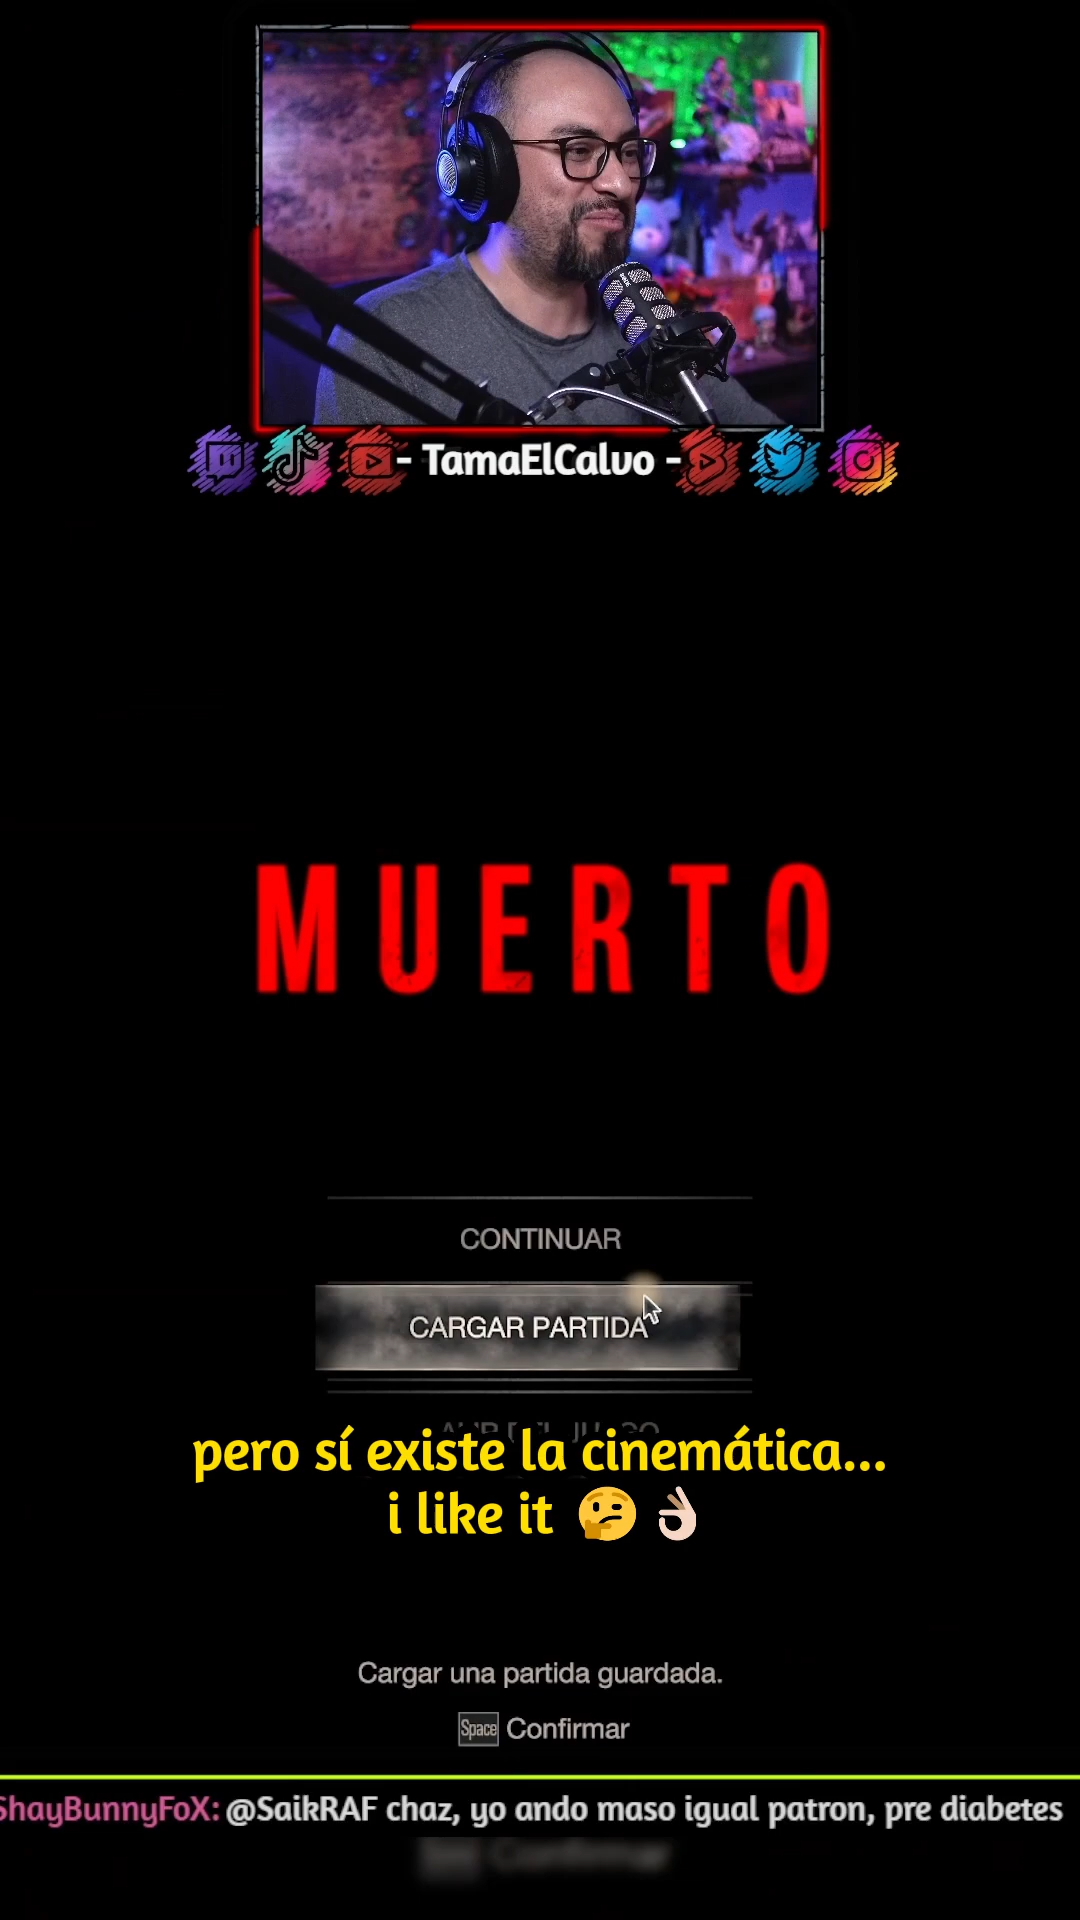 - TamaElCalvo -
MUERTO
CONTINUAR
CARGAR PARTIDA
pero sí existe la cinemática...
i like it 🤔👌🏻
Cargar una partida guardada.
Space Confirmar
ShayBunnyFoX: @SaikRAF chaz, yo ando maso igual patron, pre diabetes